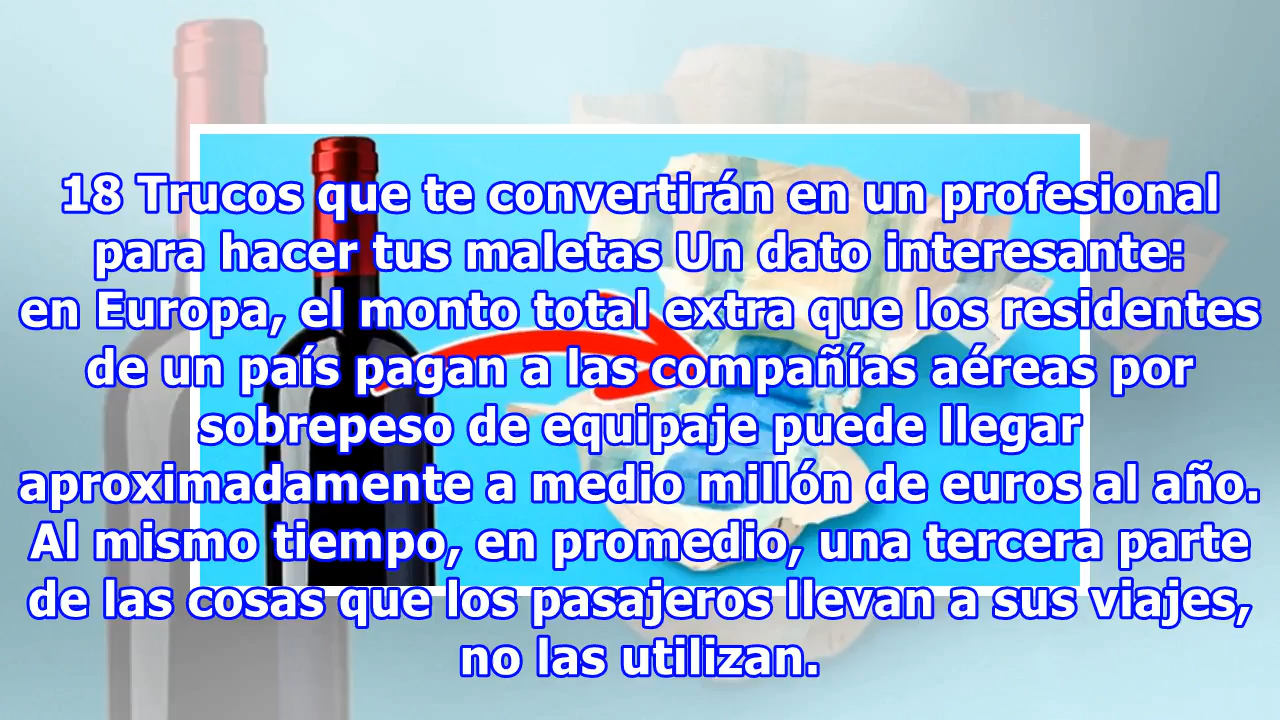 18 Trucos que te convertirán en un profesional
para hacer tus maletas Un dato interesante:
en Europa, el monto total extra que los residentes
de un país pagan a las compañías aéreas por
sobrepeso de equipaje puede llegar
aproximadamente a medio millón de euros al año.
Al mismo tiempo, en promedio, una tercera parte
de las cosas que los pasajeros llevan a sus viajes,
no las utilizan.